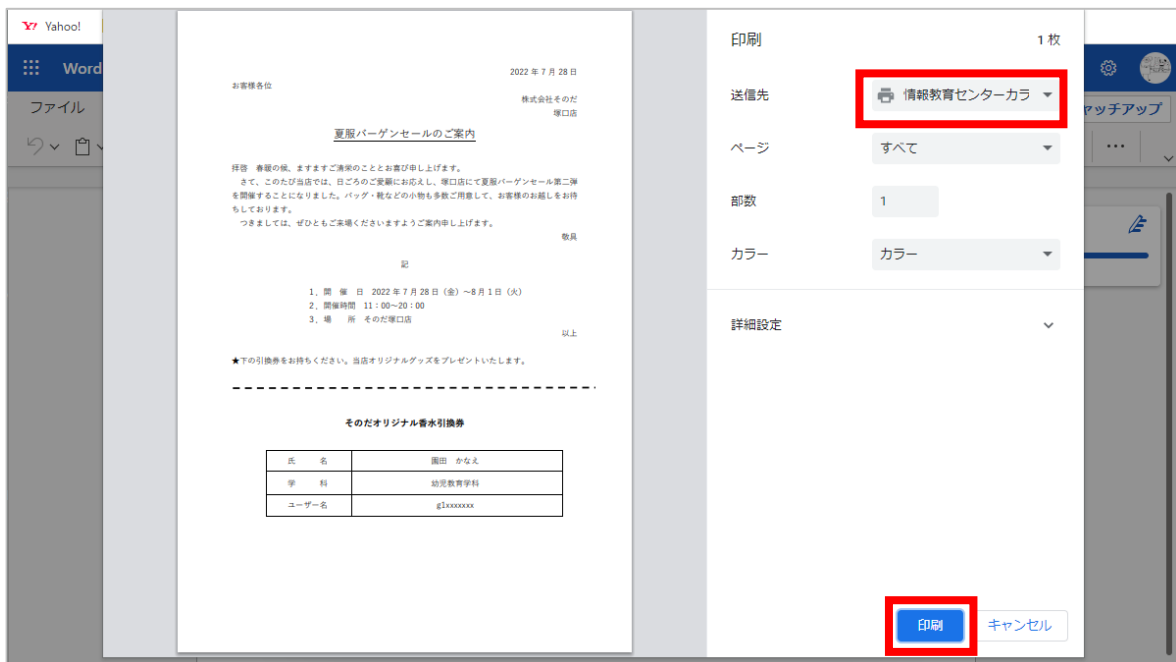 Y! Yahoo!
Word
ファイル
ャッチアップ
2022 年 7 月 28 日
お客様各位
株式会社そのだ
塚口店
夏服バーゲンセールのご案内
拝啓　春暖の候、ますますご清栄のこととお喜び申し上げます。
さて、このたび当店では、日ごろのご愛顧にお応えし、塚口店にて夏服バーゲンセール第二弾
を開催することになりました。バッグ・靴などの小物も多数ご用意して、お客様のお越しをお待
ちしております。
つきましては、ぜひともご来場くださいますようご案内申し上げます。
敬具
記
1．開　催　日　2022 年 7 月 28 日（金）～8 月 1 日（火）
2．開催時間　11：00～20：00
3．場　　所　そのだ塚口店
以上
★下の引換券をお持ちください。当店オリジナルグッズをプレゼントいたします。
そのだオリジナル香水引換券
氏　　名　園田　かなえ
学　　科　幼児教育学科
ユーザー名　g1xxxxxxx
印刷　1 枚
送信先　情報教育センターカラ
ページ　すべて
部数　1
カラー　カラー
詳細設定
印刷　キャンセル